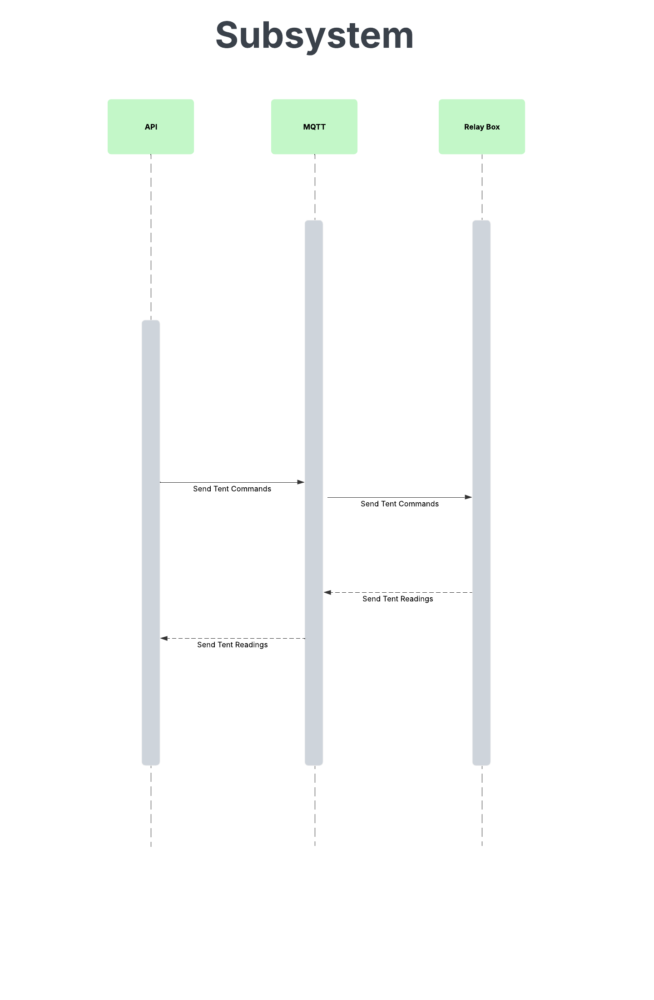 Subsystem
API
MQTT
Relay Box
Send Tent Commands
Send Tent Commands
Send Tent Readings
Send Tent Readings